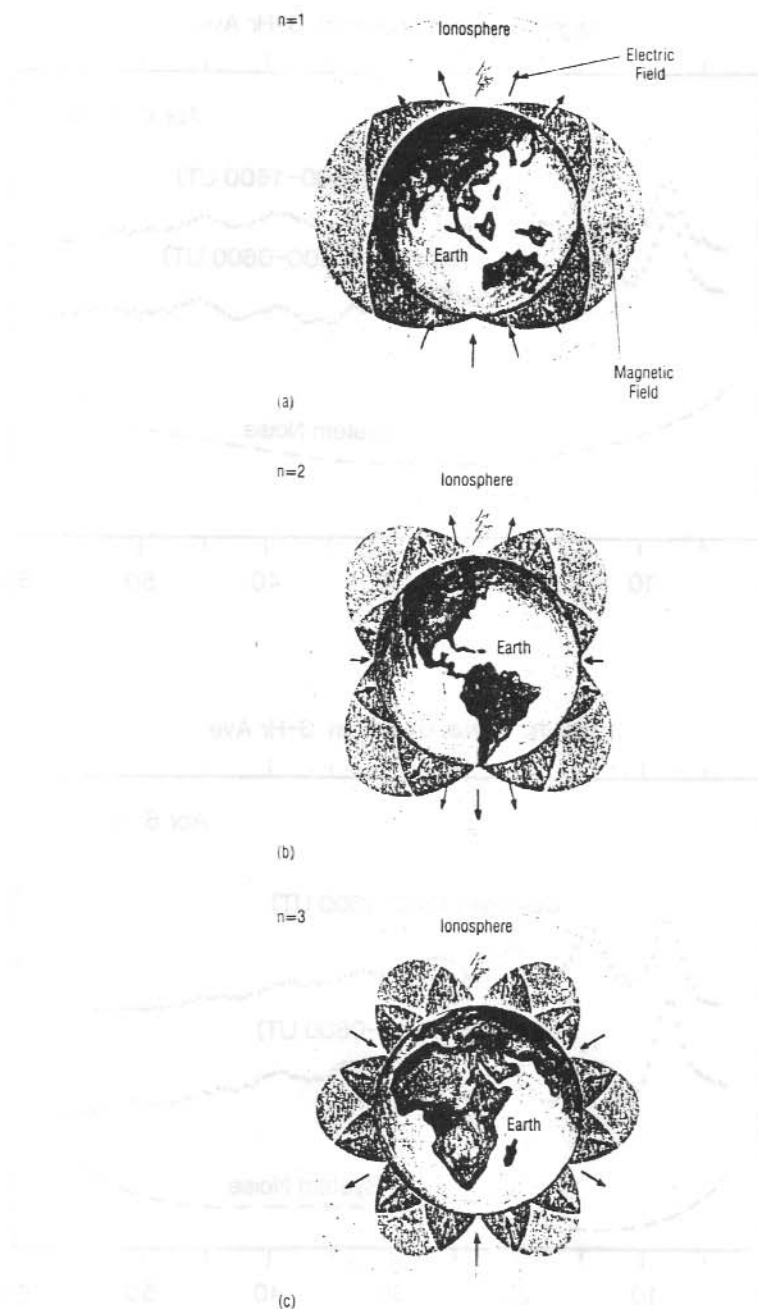 n=1
Ionosphere
Electric
Field
Earth
Magnetic
Field
(a)
n=2
Ionosphere
Earth
(b)
n=3
Ionosphere
Earth
(c)